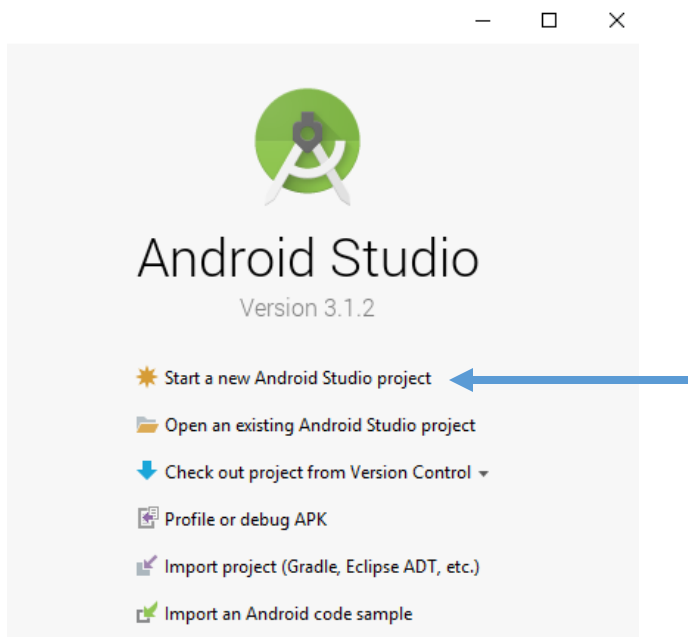 Android Studio
Version 3.1.2
Start a new Android Studio project
Open an existing Android Studio project
Check out project from Version Control
Profile or debug APK
Import project (Gradle, Eclipse ADT, etc.)
Import an Android code sample